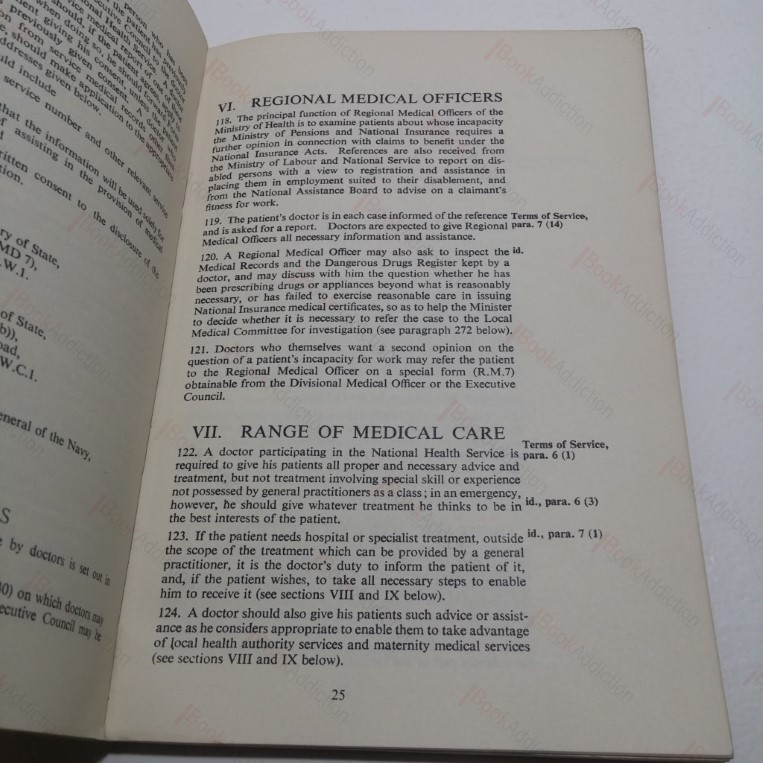 VI. REGIONAL MEDICAL OFFICERS
118. The principal function of Regional Medical Officers of the
Ministry of Health is to examine patients about whose incapacity
the Ministry of Pensions and National Insurance requires a
further opinion in connection with claims to benefit under the
National Insurance Acts. References are also received from
the Ministry of Labour and National Service to report on dis-
abled persons with a view to registration and assistance in
placing them in employment suited to their disablement, and
from the National Assistance Board to advise on a claimant's
fitness for work.
119. The patient's doctor is in each case informed of the reference Terms of Service,
and is asked for a report. Doctors are expected to give Regional para. 7 (14)
Medical Officers all necessary information and assistance.
120. A Regional Medical Officer may also ask to inspect the id.
Medical Records and the Dangerous Drugs Register kept by a
doctor, and may discuss with him the question whether he has
been prescribing drugs or appliances beyond what is reasonably
necessary, or has failed to exercise reasonable care in issuing
National Insurance medical certificates, so as to help the Minister
to decide whether it is necessary to refer the case to the Local
Medical Committee for investigation (see paragraph 272 below).
121. Doctors who themselves want a second opinion on the
question of a patient's incapacity for work may refer the patient
to the Regional Medical Officer on a special form (R.M.7)
obtainable from the Divisional Medical Officer or the Executive
Council.
VII. RANGE OF MEDICAL CARE
Terms of Service,
122. A doctor participating in the National Health Service is para. 6 (1)
required to give his patients all proper and necessary advice and
treatment, but not treatment involving special skill or experience
not possessed by general practitioners as a class; in an emergency,
however, he should give whatever treatment he thinks to be in id., para. 6 (3)
the best interests of the patient.
123. If the patient needs hospital or specialist treatment, outside id., para. 7 (1)
the scope of the treatment which can be provided by a general
practitioner, it is the doctor's duty to inform the patient of it,
and, if the patient wishes, to take all necessary steps to enable
him to receive it (see sections VIII and IX below).
124. A doctor should also give his patients such advice or assist-
ance as he considers appropriate to enable them to take advantage
of local health authority services and maternity medical services
(see sections VIII and IX below).
25